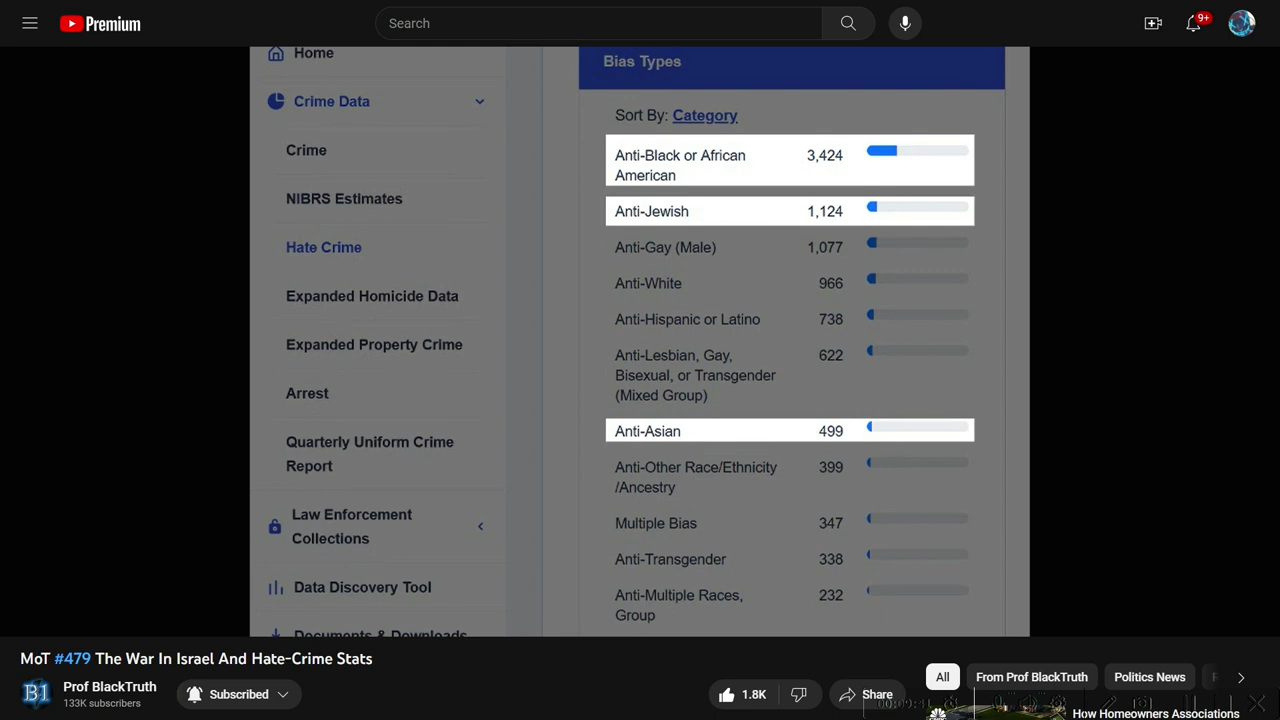 Premium
Search
9+
Home
Crime Data
Crime
NIBRS Estimates
Hate Crime
Expanded Homicide Data
Expanded Property Crime
Arrest
Quarterly Uniform Crime
Report
Law Enforcement
Collections
Data Discovery Tool
Documents & Downloads
Bias Types
Sort By: Category
Anti-Black or African
American
3,424
Anti-Jewish 1,124
Anti-Gay (Male) 1,077
Anti-White 966
Anti-Hispanic or Latino 738
Anti-Lesbian, Gay,
Bisexual, or Transgender
(Mixed Group)
622
Anti-Asian 499
Anti-Other Race/Ethnicity
/Ancestry
399
Multiple Bias 347
Anti-Transgender 338
Anti-Multiple Races,
Group
232
MoT #479 The War In Israel And Hate-Crime Stats
B1
Prof BlackTruth
133K subscribers
Subscribed
1.8K
Share
All
From Prof BlackTruth
Politics News
How Homeowners Associations